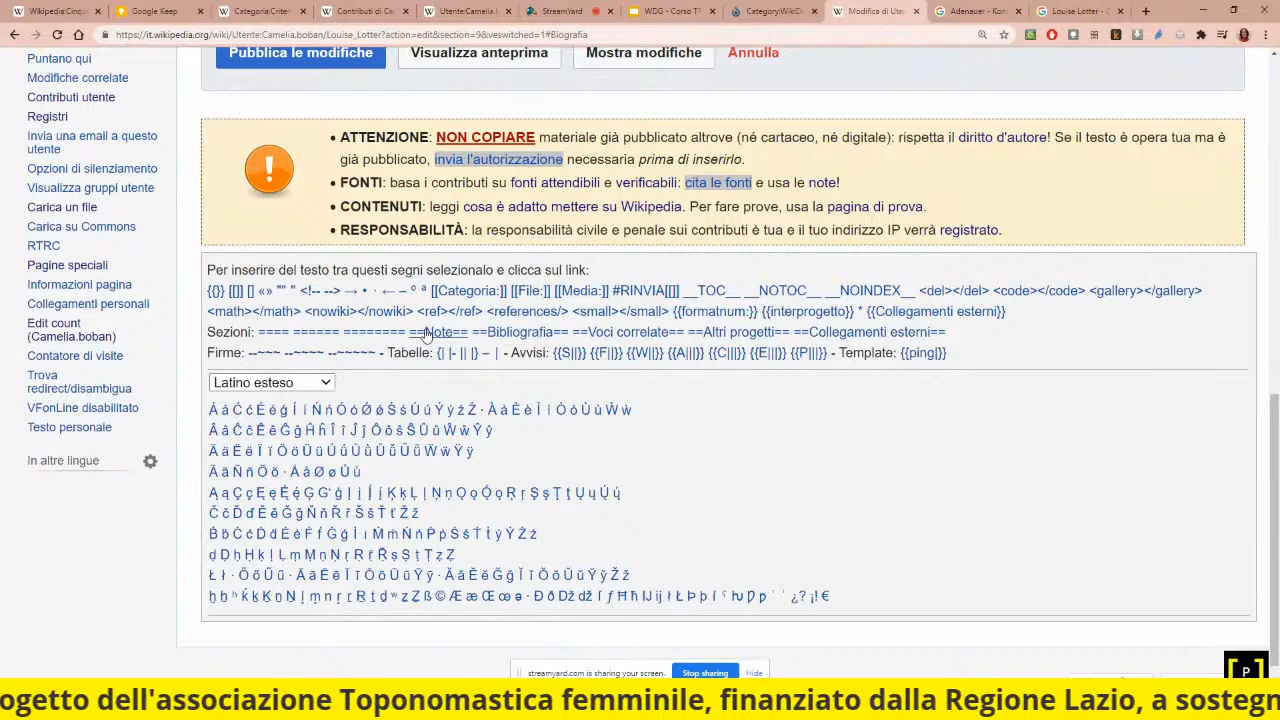 Wikipedia:Cinqu
Google Keep
Categoria:Criter
Contributi di Ca
Utente:Camelia.b
StreamYard
WDG - Corso TF
Category:WikiDo
Modifica di Ute
Adenauer - Kon
Louise Lotter - C
https://it.wikipedia.org/wiki/Utente:Camelia.boban/Louise_Lotter?action=edit&section=9&veswitched=1#Biografia
Puntano qui
Modifiche correlate
Contributi utente
Registri
Invia una email a questo
utente
Opzioni di silenziamento
Visualizza gruppi utente
Carica un file
Carica su Commons
RTRC
Pagine speciali
Informazioni pagina
Collegamenti personali
Edit count
(Camelia.boban)
Contatore di visite
Trova
redirect/disambigua
VFonLine disabilitato
Testo personale
In altre lingue
Pubblica le modifiche Visualizza anteprima Mostra modifiche Annulla
• ATTENZIONE: NON COPIARE materiale già pubblicato altrove (né cartaceo, né digitale): rispetta il diritto d'autore! Se il testo è opera tua ma è
già pubblicato, invia l'autorizzazione necessaria prima di inserirlo.
• FONTI: basa i contributi su fonti attendibili e verificabili: cita le fonti e usa le note!
• CONTENUTI: leggi cosa è adatto mettere su Wikipedia. Per fare prove, usa la pagina di prova.
• RESPONSABILITÀ: la responsabilità civile e penale sui contributi è tua e il tuo indirizzo IP verrà registrato.
Per inserire del testo tra questi segni selezionalo e clicca sul link:
{{}} [[]] [] «» "" '' <!-- --> → • · ← – º ª [[Categoria:]] [[File:]] [[Media:]] #RINVIA[[]] __TOC__ __NOTOC__ __NOINDEX__ <del></del> <code></code> <gallery></gallery>
<math></math> <nowiki></nowiki> <ref></ref> <references/> <small></small> {{formatnum:}} {{interprogetto}} * {{Collegamenti esterni}}
Sezioni: ==== ====== ======== ==Note== ==Bibliografia== ==Voci correlate== ==Altri progetti== ==Collegamenti esterni==
Firme: --~~~ --~~~~ --~~~~~ - Tabelle: {| |- || |} – | - Avvisi: {{S||}} {{F||}} {{W||}} {{A|||}} {{C|||}} {{E|||}} {{P|||}} - Template: {{ping|}}
Latino esteso
streamyard.com is sharing your screen. Stop sharing Hide
[P]
ogetto dell'associazione Toponomastica femminile, finanziato dalla Regione Lazio, a sostegn